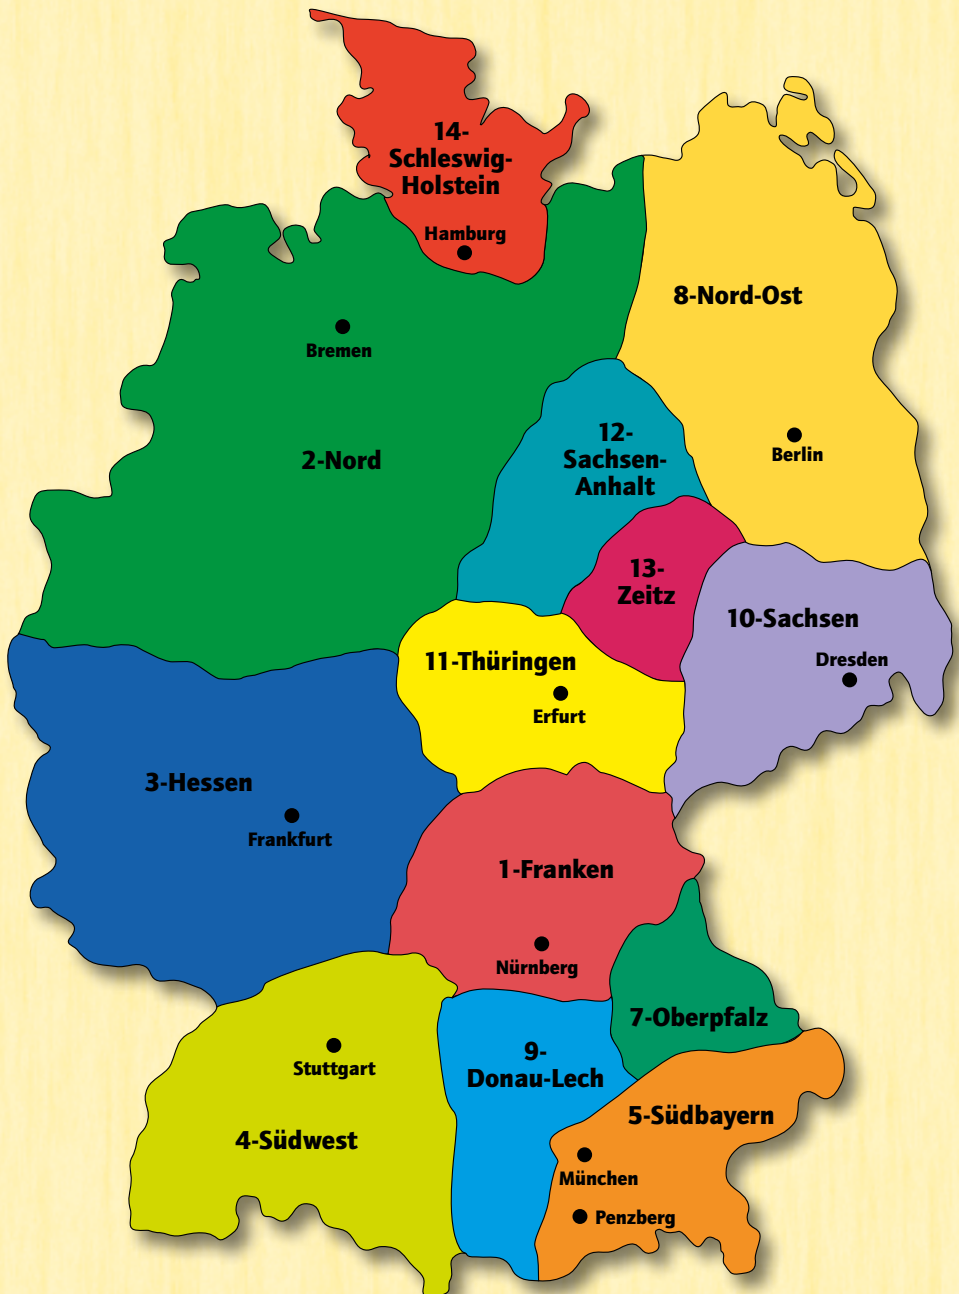 14-
Schleswig-
Holstein
Hamburg
8-Nord-Ost
Bremen
12-
Sachsen-
Anhalt
Berlin
2-Nord
13-
Zeitz
10-Sachsen
Dresden
11-Thüringen
Erfurt
3-Hessen
Frankfurt
1-Franken
Nürnberg
7-Oberpfalz
Stuttgart
9-
Donau-Lech
5-Südbayern
4-Südwest
München
Penzberg